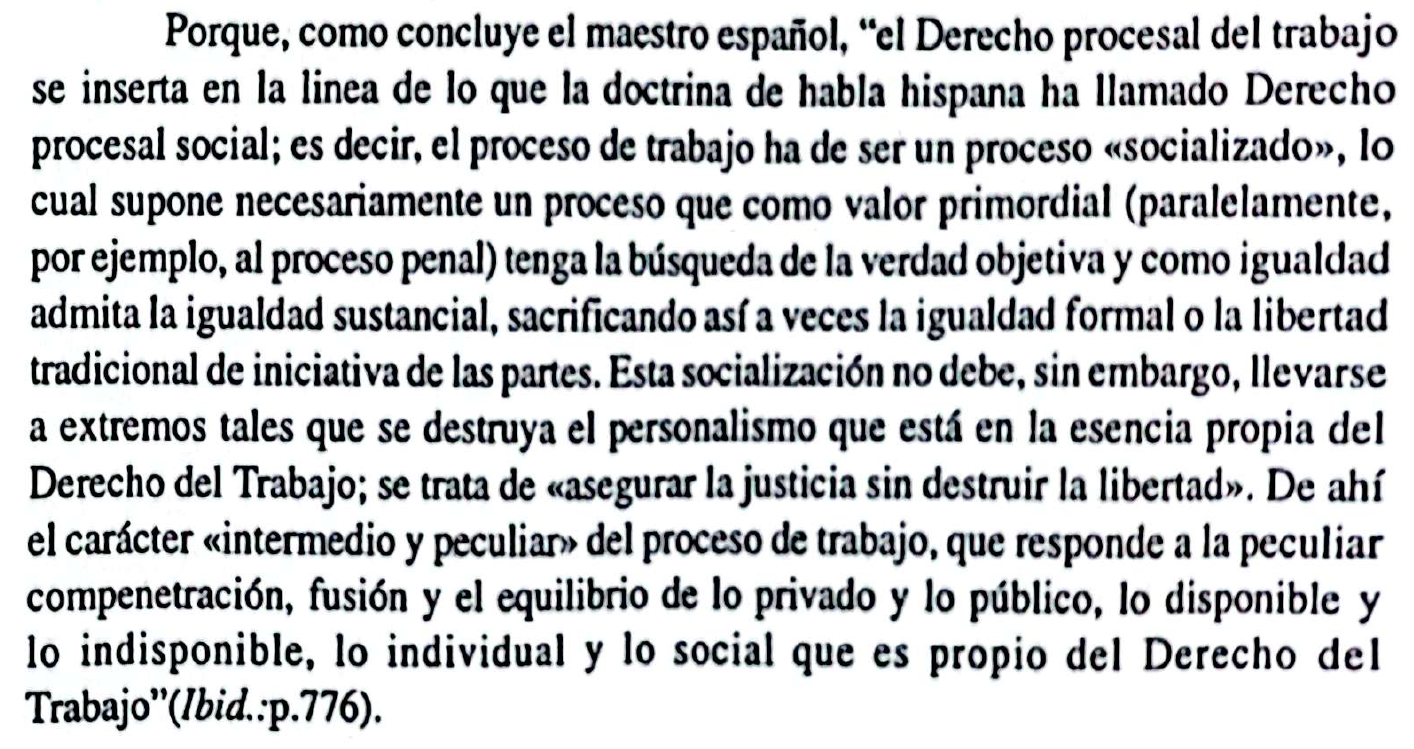 Porque, como concluye el maestro español, “el Derecho procesal del trabajo
se inserta en la linea de lo que la doctrina de habla hispana ha llamado Derecho
procesal social; es decir, el proceso de trabajo ha de ser un proceso «socializado», lo
cual supone necesariamente un proceso que como valor primordial (paralelamente,
por ejemplo, al proceso penal) tenga la búsqueda de la verdad objetiva y como igualdad
admita la igualdad sustancial, sacrificando así a veces la igualdad formal o la libertad
tradicional de iniciativa de las partes. Esta socialización no debe, sin embargo, llevarse
a extremos tales que se destruya el personalismo que está en la esencia propia del
Derecho del Trabajo; se trata de «asegurar la justicia sin destruir la libertad». De ahí
el carácter «intermedio y peculiar» del proceso de trabajo, que responde a la peculiar
compenetración, fusión y el equilibrio de lo privado y lo público, lo disponible y
lo indisponible, lo individual y lo social que es propio del Derecho del
Trabajo”(Ibid.:p.776).